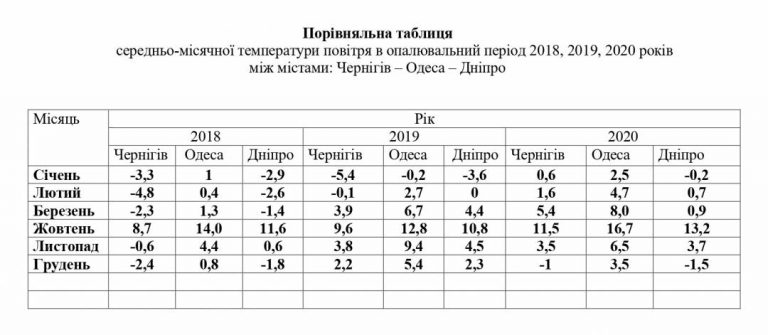 Порівняльна таблиця
середньо-місячної температури повітря в опалювальний період 2018, 2019, 2020 років
між містами: Чернігів – Одеса – Дніпро
Місяць Рік
2018 2019 2020
Чернігів Одеса Дніпро Чернігів Одеса Дніпро Чернігів Одеса Дніпро
Січень -3,3 1 -2,9 -5,4 -0,2 -3,6 0,6 2,5 -0,2
Лютий -4,8 0,4 -2,6 -0,1 2,7 0 1,6 4,7 0,7
Березень -2,3 1,3 -1,4 3,9 6,7 4,4 5,4 8,0 0,9
Жовтень 8,7 14,0 11,6 9,6 12,8 10,8 11,5 16,7 13,2
Листопад -0,6 4,4 0,6 3,8 9,4 4,5 3,5 6,5 3,7
Грудень -2,4 0,8 -1,8 2,2 5,4 2,3 -1 3,5 -1,5